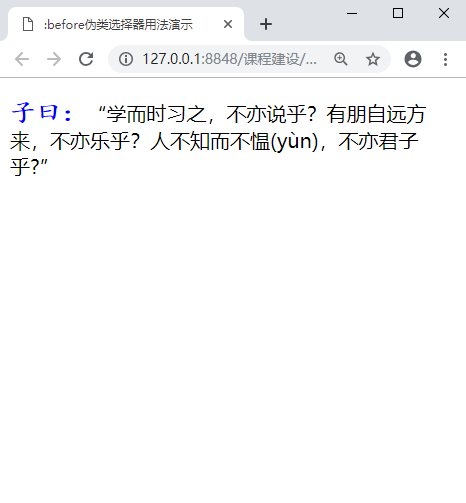 :before伪类选择器用法演示
127.0.0.1:8848/课程建设/...
子曰：“学而时习之，不亦说乎？有朋自远方
来，不亦乐乎？人不知而不愠(yùn)，不亦君子
乎?”